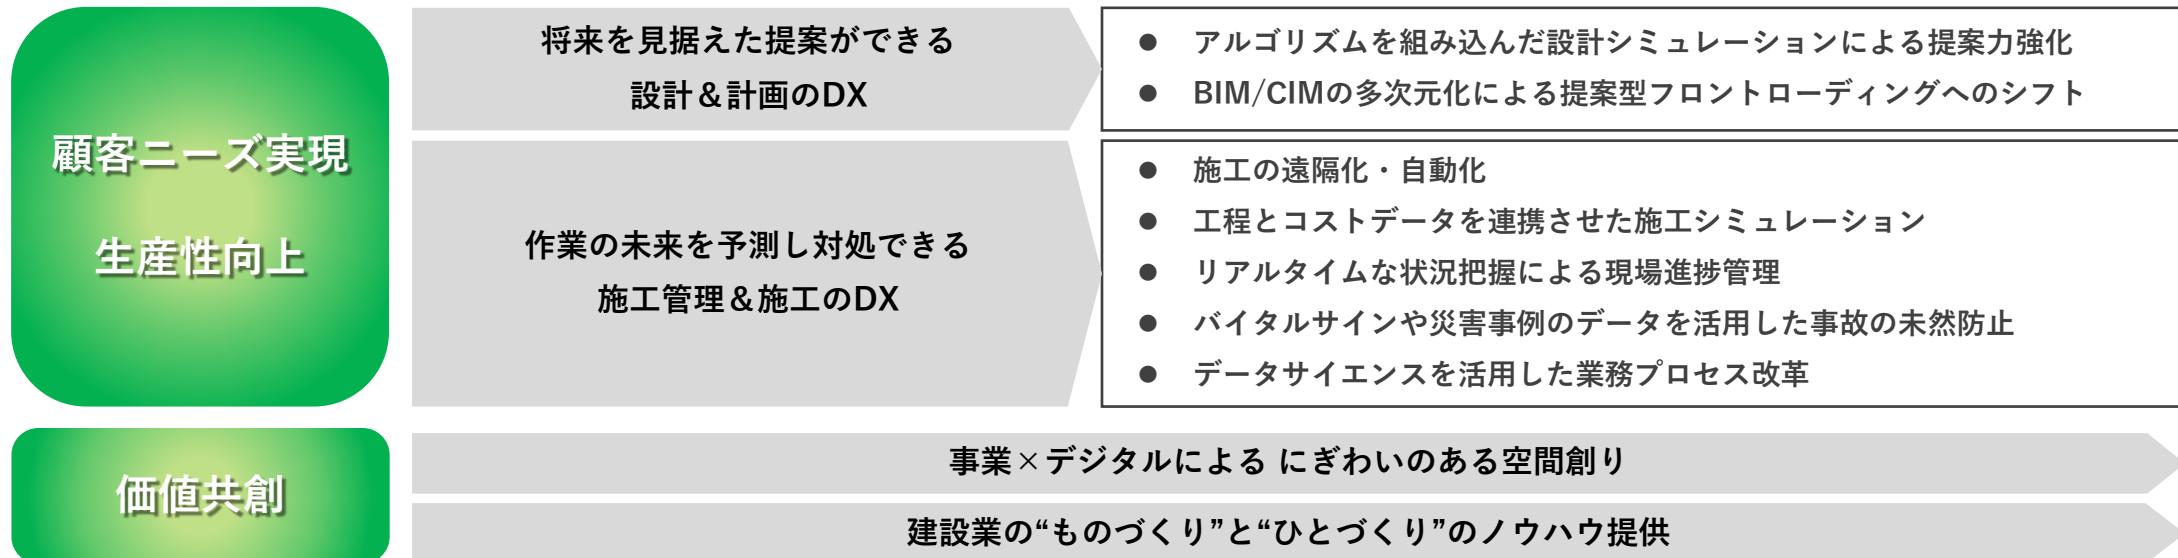 顧客ニーズ実現
生産性向上
将来を見据えた提案ができる
設計＆計画のDX
● アルゴリズムを組み込んだ設計シミュレーションによる提案力強化
● BIM/CIMの多次元化による提案型フロントローディングへのシフト
作業の未来を予測し対処できる
施工管理＆施工のDX
● 施工の遠隔化・自動化
● 工程とコストデータを連携させた施工シミュレーション
● リアルタイムな状況把握による現場進捗管理
● バイタルサインや災害事例のデータを活用した事故の未然防止
● データサイエンスを活用した業務プロセス改革
価値共創
事業×デジタルによる にぎわいのある空間創り
建設業の“ものづくり”と“ひとづくり”のノウハウ提供